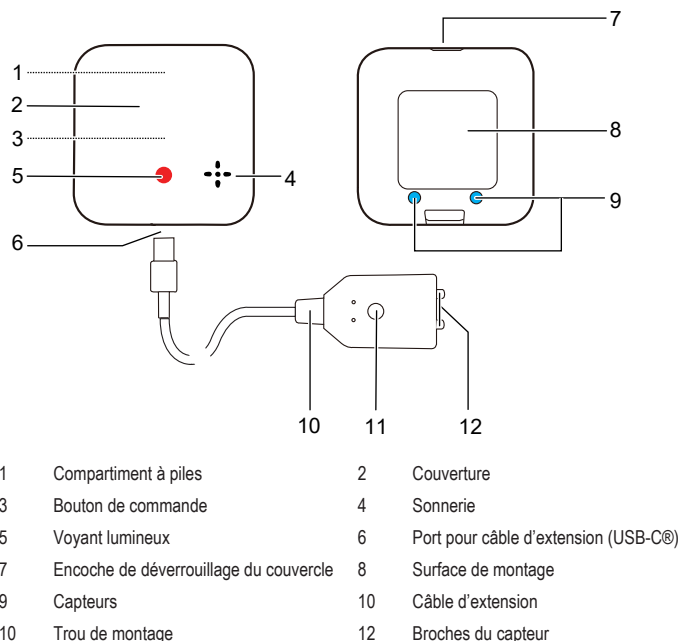 7
1
2
3
8
5
4
9
6
10
11
12
1 Compartiment à piles 2 Couverture
3 Bouton de commande 4 Sonnerie
5 Voyant lumineux 6 Port pour câble d’extension (USB-C®)
7 Encoche de déverrouillage du couvercle 8 Surface de montage
9 Capteurs 10 Câble d’extension
10 Trou de montage 12 Broches du capteur